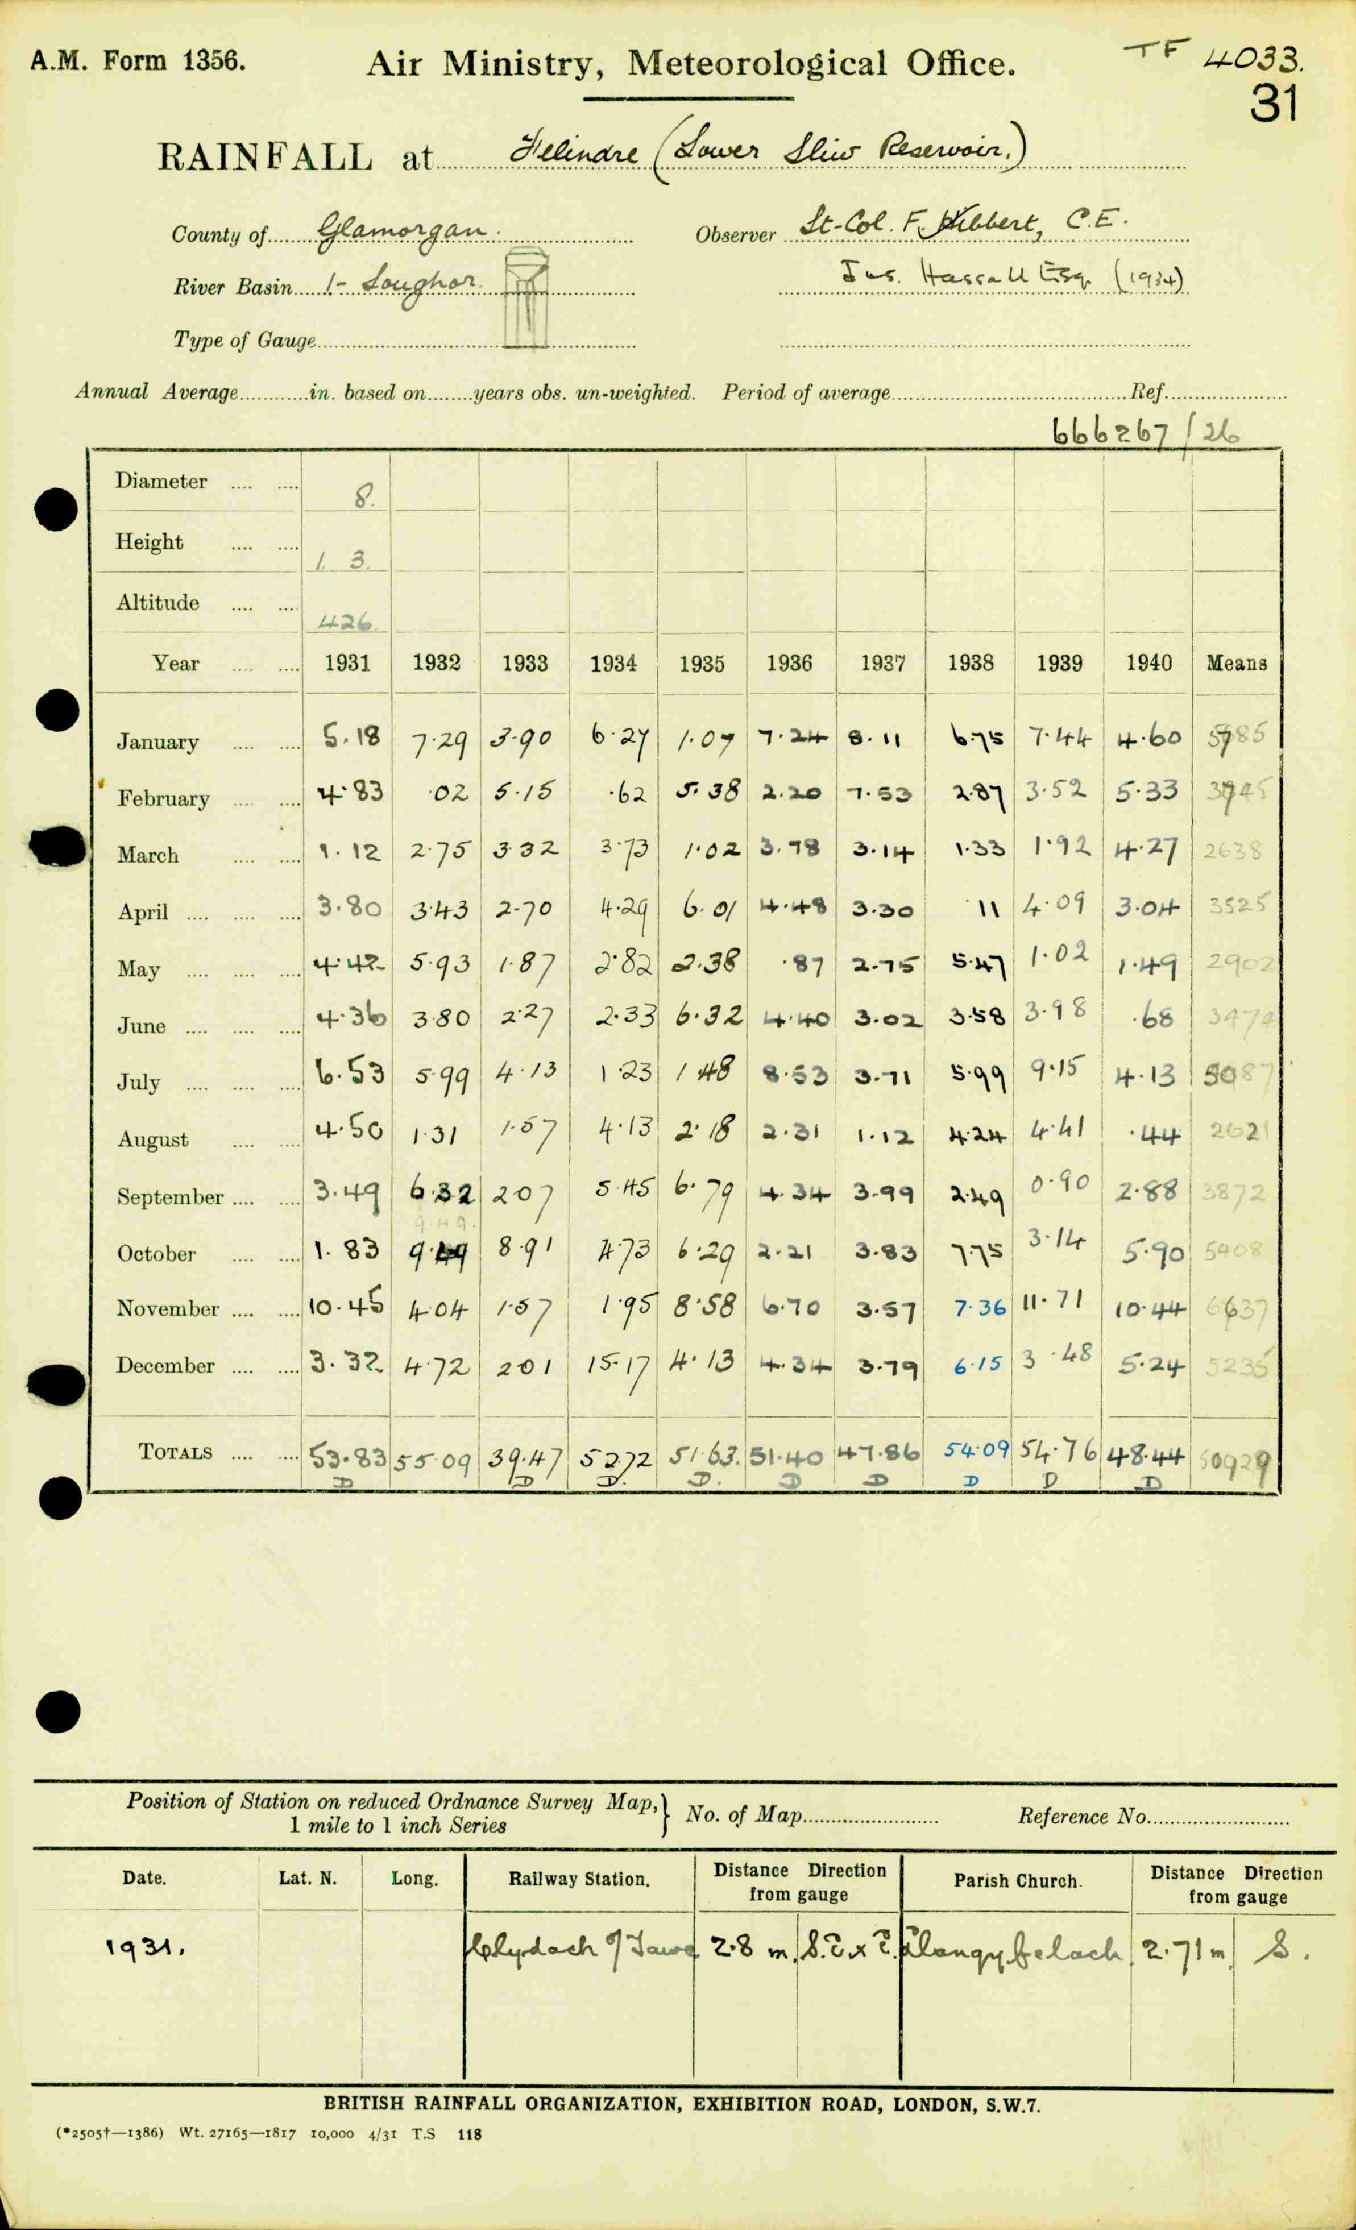 A.M. Form 1356. Air Ministry, Meteorological Office. TF 4033.
31
RAINFALL at Felindre (Lower Lliw Reservoir.)
County of Glamorgan. Observer Lt-Col. F. Hibbert, C.E.
River Basin 1- Loughor. Jas. Hassall Esq. (1934)
Type of Gauge
Annual Average in. based on years obs. un-weighted. Period of average Ref.
666267/26
Diameter 8.
Height 1. 3.
Altitude 426.
Year 1931 1932 1933 1934 1935 1936 1937 1938 1939 1940 Means
January 5.18 7.29 3.90 6.27 1.07 7.24 8.11 6.75 7.44 4.60 5785
February 4.83 .02 5.15 .62 5.38 2.20 7.53 2.87 3.52 5.33 3745
March 1.12 2.75 3.32 3.73 1.02 3.78 3.14 1.33 1.92 4.27 2638
April 3.80 3.43 2.70 4.29 6.01 4.48 3.30 11 4.09 3.04 3525
May 4.42 5.93 1.87 2.82 2.38 .87 2.75 5.47 1.02 1.49 2902
June 4.36 3.80 2.27 2.33 6.32 4.40 3.02 3.58 3.98 .68 3474
July 6.53 5.99 4.13 1.23 1.48 8.53 3.71 5.99 9.15 4.13 5087
August 4.50 1.31 1.57 4.13 2.18 2.31 1.12 4.24 4.41 .44 2621
September 3.49 6.32 2.07 5.45 6.79 4.34 3.99 2.49 0.90 2.88 3872
9.49.
October 1.83 9.49 8.91 4.73 6.29 2.21 3.83 7.75 3.14 5.90 5408
November 10.45 4.04 1.57 1.95 8.58 6.70 3.57 7.36 11.71 10.44 6637
December 3.32 4.72 2.01 15.17 4.13 4.34 3.79 6.15 3.48 5.24 5235
TOTALS 53.83 55.09 39.47 52.72 51.63. 51.40 47.86 54.09 54.76 48.44 50929
D D D. D. D D D D D
Position of Station on reduced Ordnance Survey Map, 1 mile to 1 inch Series } No. of Map Reference No.
Date. Lat. N. Long. Railway Station. Distance Direction from gauge Parish Church. Distance Direction from gauge
1931. Clydach o/ Tawe 2.8 m. S.E x E. Llangyfelach 2.71 m. S.
BRITISH RAINFALL ORGANIZATION, EXHIBITION ROAD, LONDON, S.W.7.
(*2505†—1386) Wt. 27165—1817 10,000 4/31 T.S 118